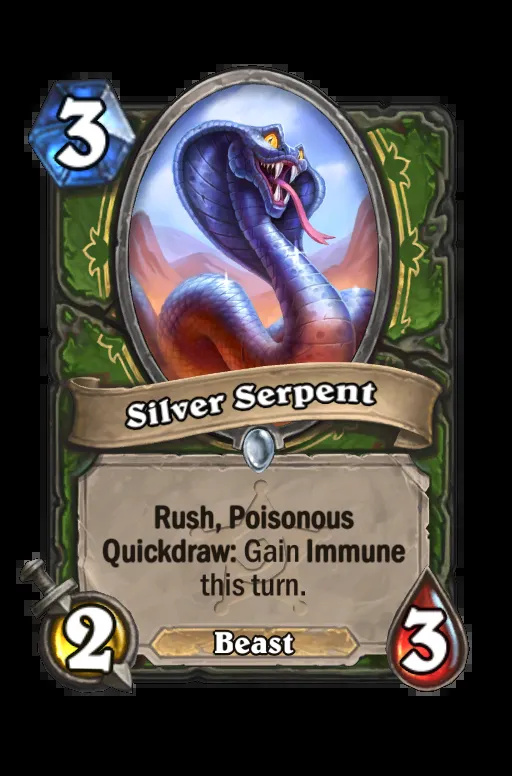 3
Silver Serpent
Rush, Poisonous
Quickdraw: Gain Immune
this turn.
2
Beast
3